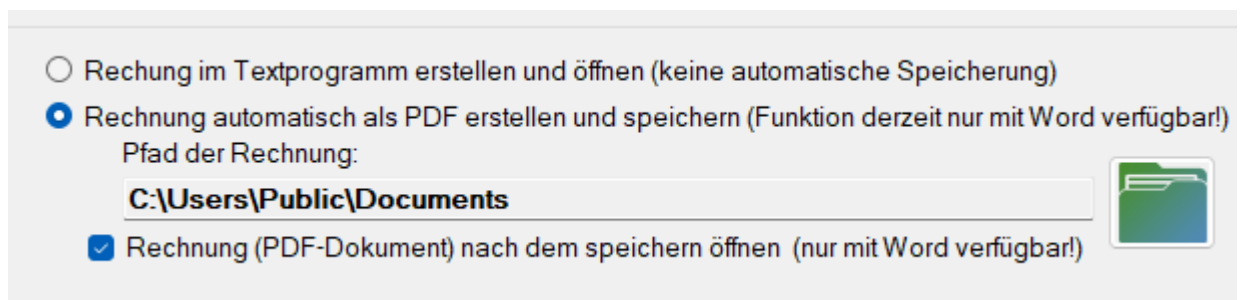 Rechung im Textprogramm erstellen und öffnen (keine automatische Speicherung)
Rechnung automatisch als PDF erstellen und speichern (Funktion derzeit nur mit Word verfügbar!)
Pfad der Rechnung:
C:\Users\Public\Documents
Rechnung (PDF-Dokument) nach dem speichern öffnen (nur mit Word verfügbar!)